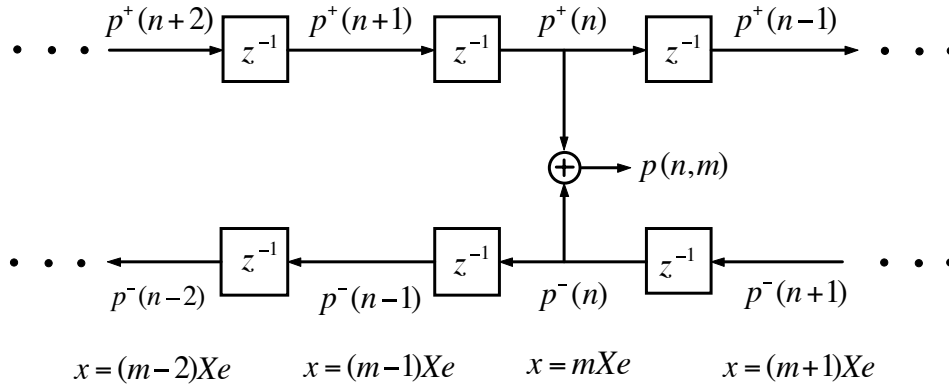 p⁺(n+2) p⁺(n+1) p⁺(n) p⁺(n−1)
z⁻¹ z⁻¹ z⁻¹
p(n,m)
z⁻¹ z⁻¹ z⁻¹
p⁻(n−2) p⁻(n−1) p⁻(n) p⁻(n+1)
x=(m−2)Xe x=(m−1)Xe x=mXe x=(m+1)Xe